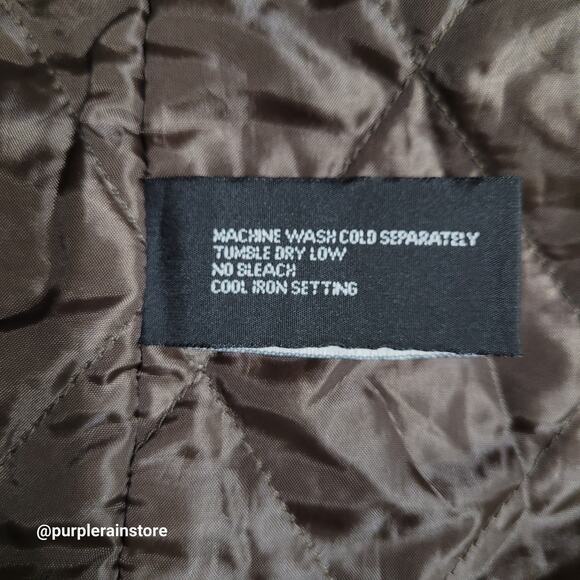 MACHINE WASH COLD SEPARATELY
TUMBLE DRY LOW
NO BLEACH
COOL IRON SETTING
@purplerainstore